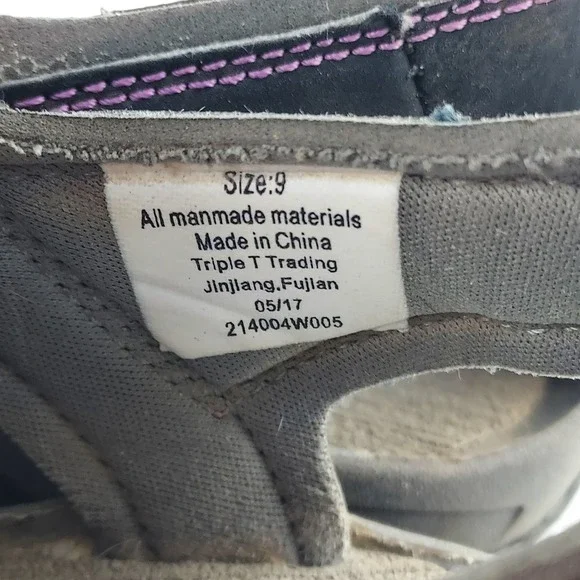 Size:9
All manmade materials
Made in China
Triple T Trading
Jinjiang,Fujian
05/17
214004W005